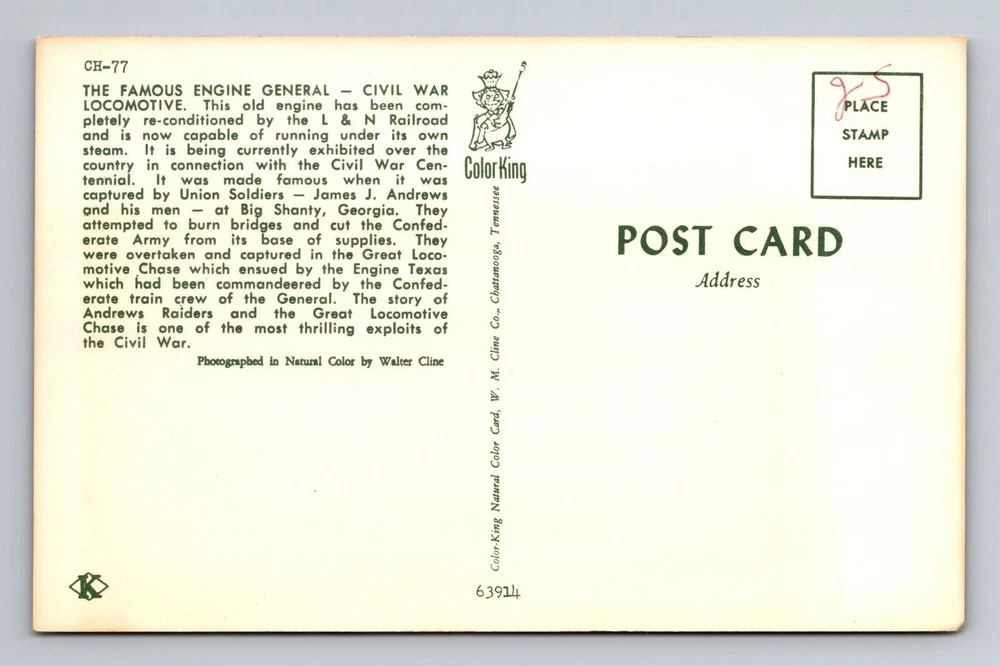 CH-77
THE FAMOUS ENGINE GENERAL — CIVIL WAR
LOCOMOTIVE. This old engine has been com-
pletely re-conditioned by the L & N Railroad
and is now capable of running under its own
steam. It is being currently exhibited over the
country in connection with the Civil War Cen-
tennial. It was made famous when it was
captured by Union Soldiers — James J. Andrews
and his men — at Big Shanty, Georgia. They
attempted to burn bridges and cut the Confed-
erate Army from its base of supplies. They
were overtaken and captured in the Great Loco-
motive Chase which ensued by the Engine Texas
which had been commandeered by the Confed-
erate train crew of the General. The story of
Andrews Raiders and the Great Locomotive
Chase is one of the most thrilling exploits of
the Civil War.
Photographed in Natural Color by Walter Cline
K
ColorKing
Color-King Natural Color Card, W. M. Cline Co., Chattanooga, Tennessee
63914
PLACE
STAMP
HERE
POST CARD
Address